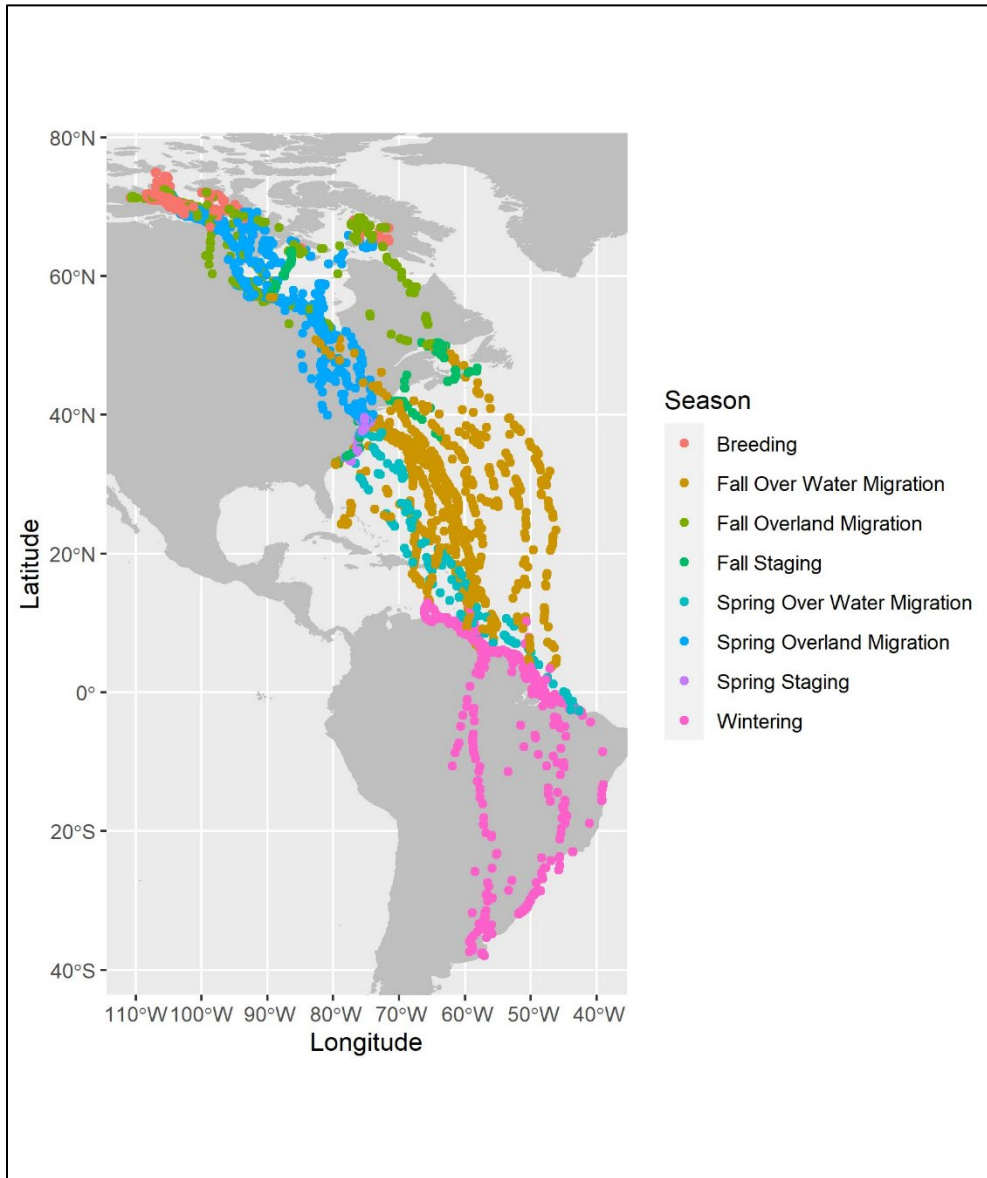 80°N
60°N
40°N
20°N
0°
20°S
40°S
Latitude
110°W 100°W 90°W 80°W 70°W 60°W 50°W 40°W
Longitude
Season
Breeding
Fall Over Water Migration
Fall Overland Migration
Fall Staging
Spring Over Water Migration
Spring Overland Migration
Spring Staging
Wintering